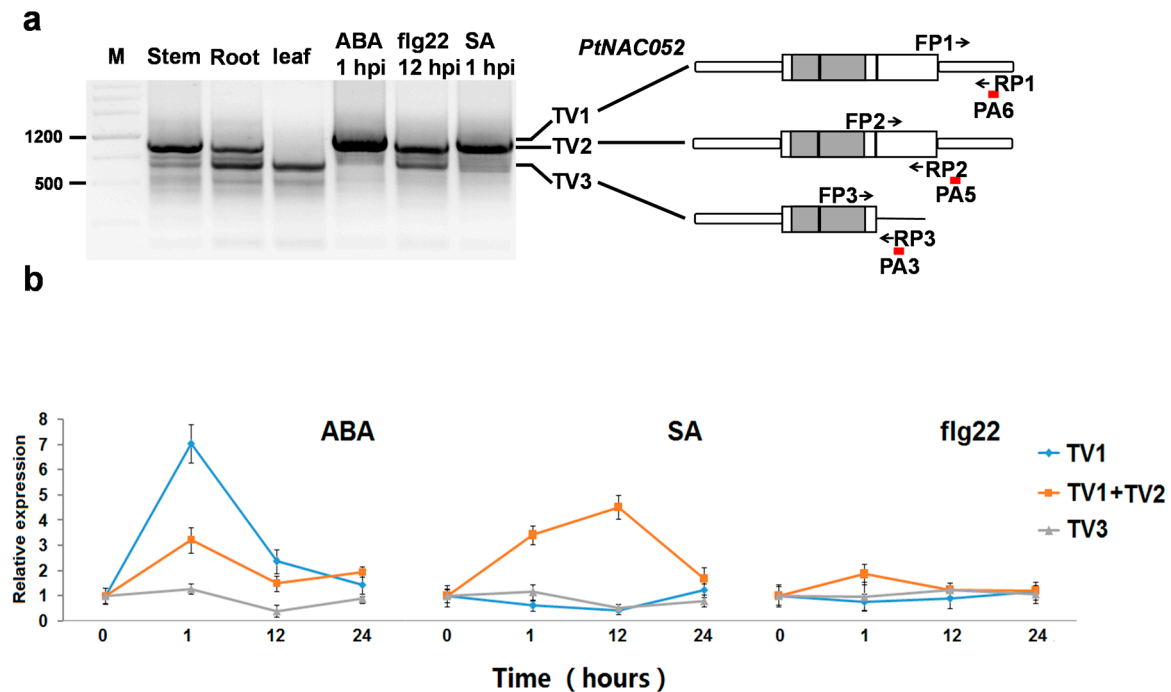 a
M Stem Root leaf ABA flg22 SA
1 hpi 12 hpi 1 hpi
1200
500
TV1
TV2
TV3
PtNAC052
FP1→
←RP1
PA6
FP2→
←RP2
PA5
FP3→
←RP3
PA3
b
Relative expression
8
7
6
5
4
3
2
1
0
ABA SA flg22
TV1
TV1+TV2
TV3
0 1 12 24 0 1 12 24 0 1 12 24
Time ( hours )